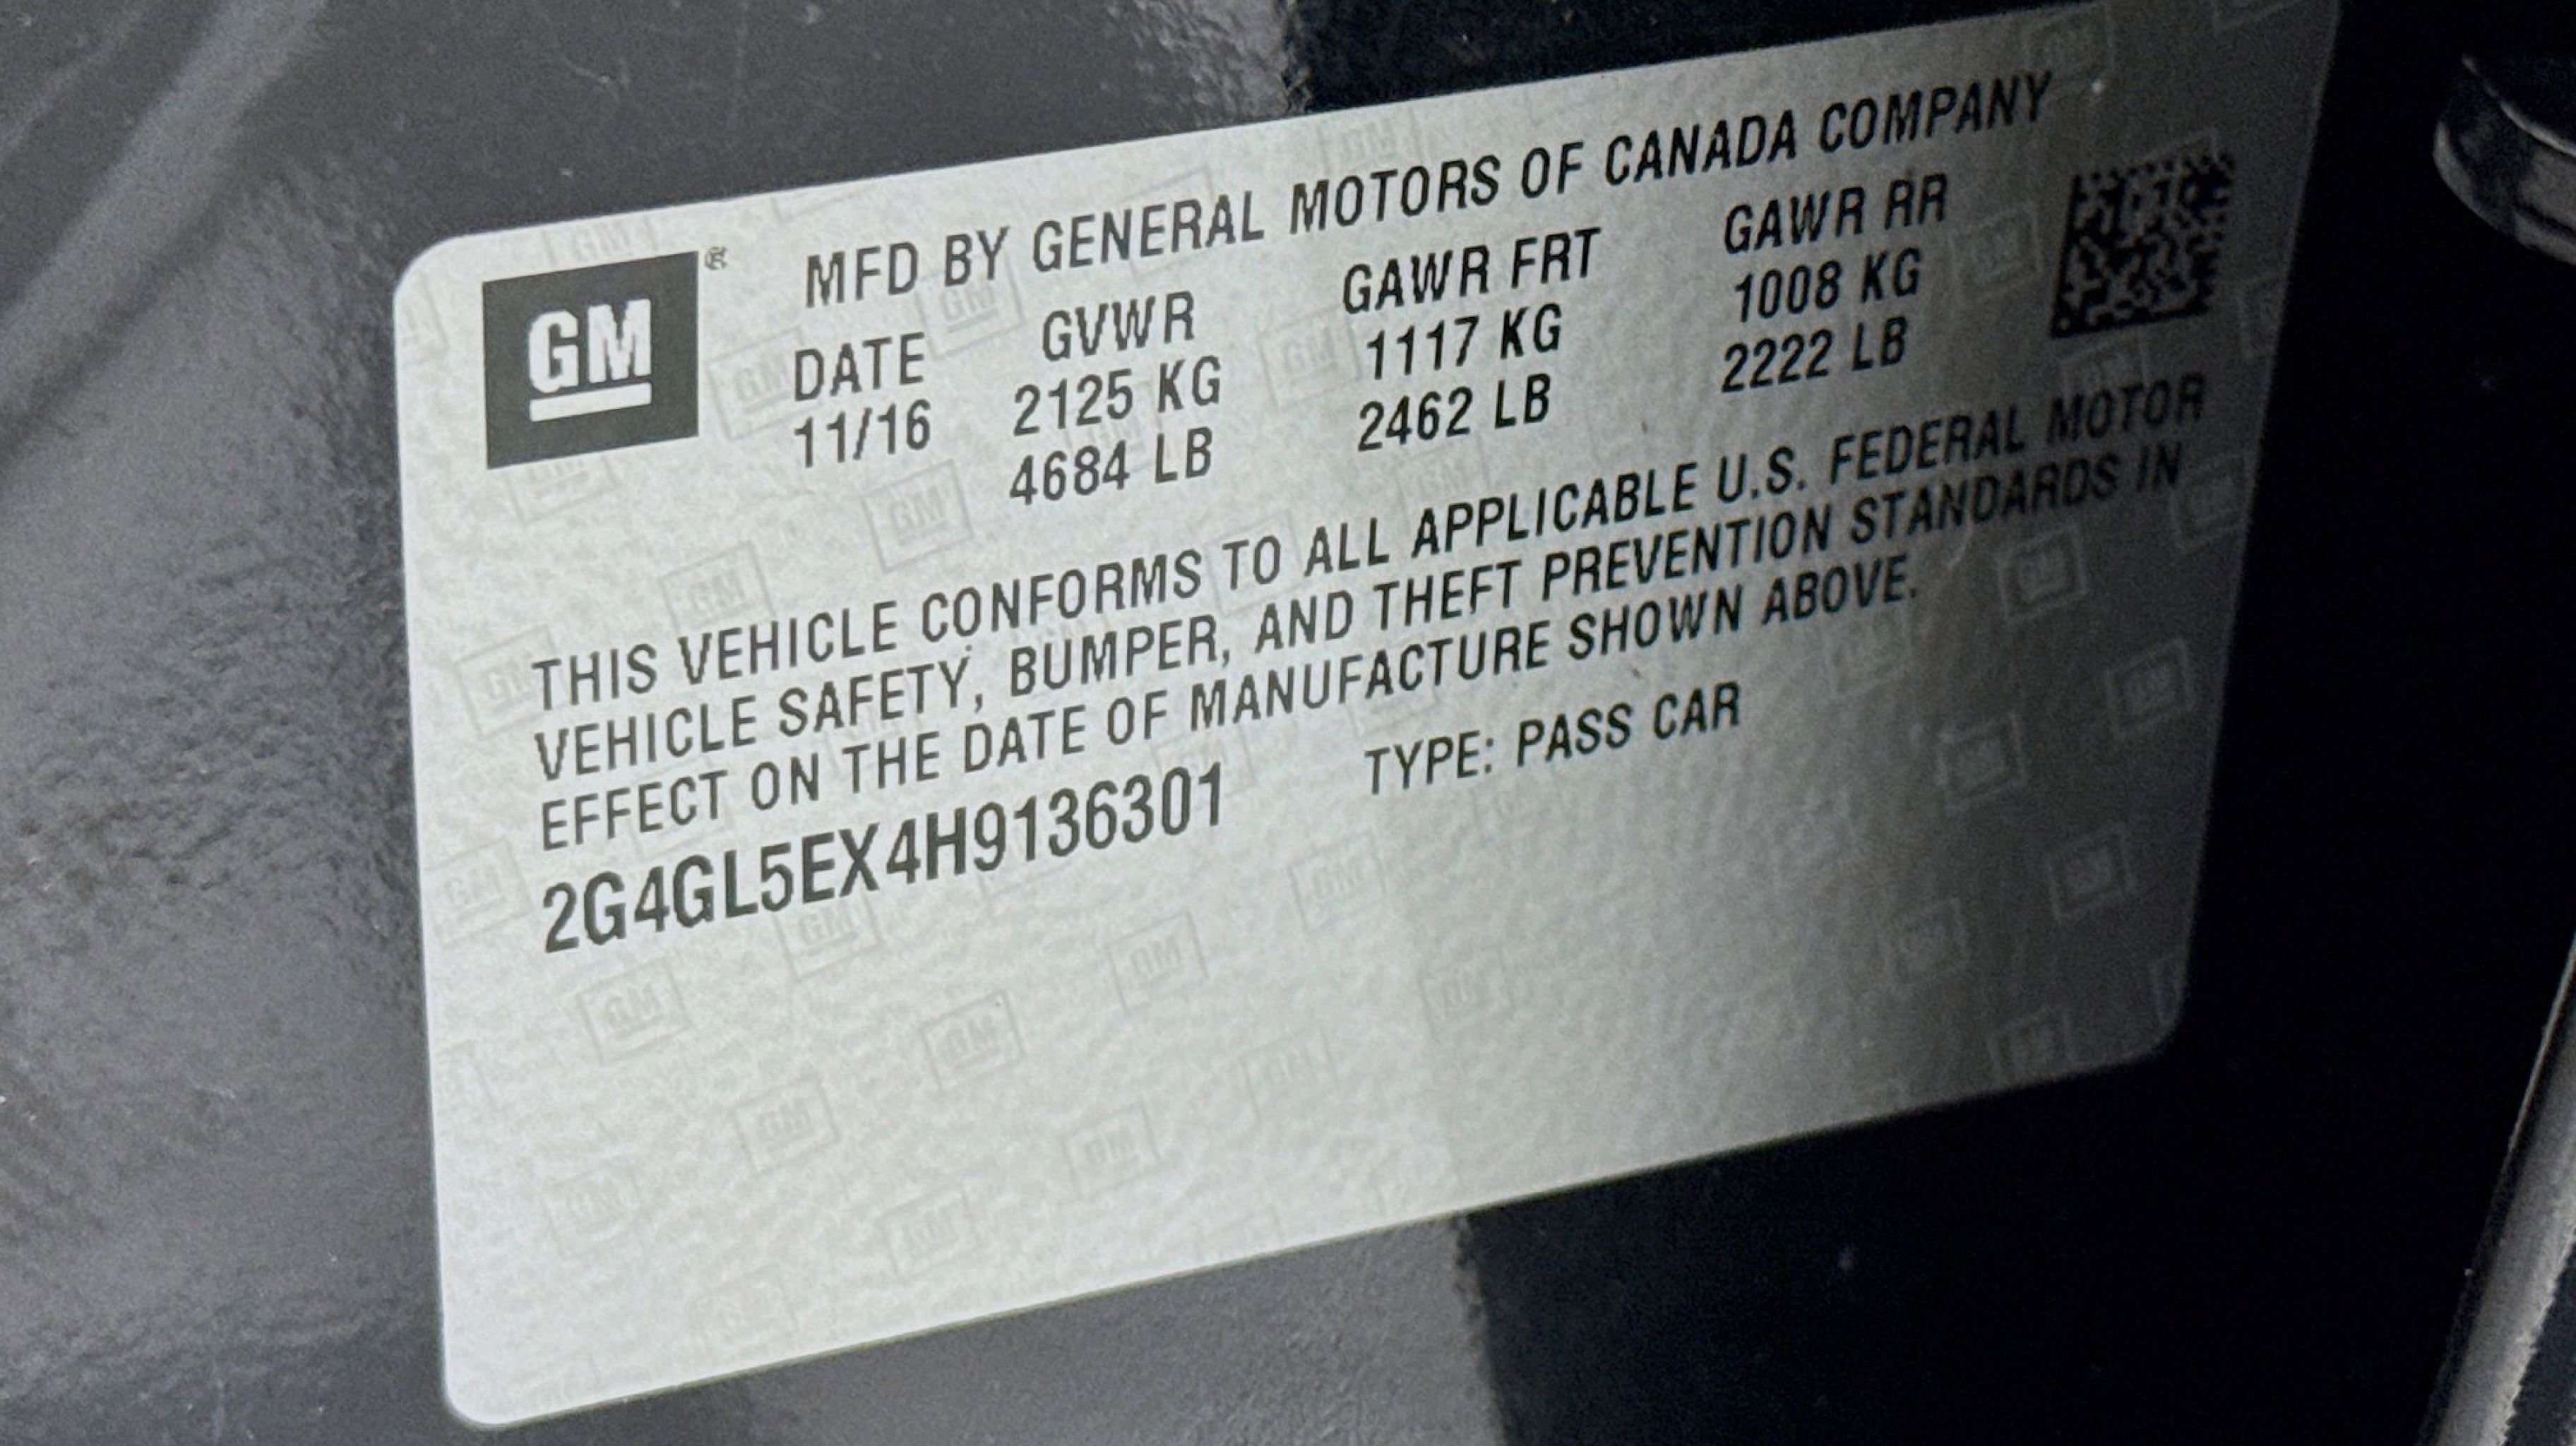 GM®
MFD BY GENERAL MOTORS OF CANADA COMPANY
DATE GVWR GAWR FRT GAWR RR
11/16 2125 KG 1117 KG 1008 KG
4684 LB 2462 LB 2222 LB
THIS VEHICLE CONFORMS TO ALL APPLICABLE U.S. FEDERAL MOTOR
VEHICLE SAFETY, BUMPER, AND THEFT PREVENTION STANDARDS IN
EFFECT ON THE DATE OF MANUFACTURE SHOWN ABOVE.
2G4GL5EX4H9136301 TYPE: PASS CAR